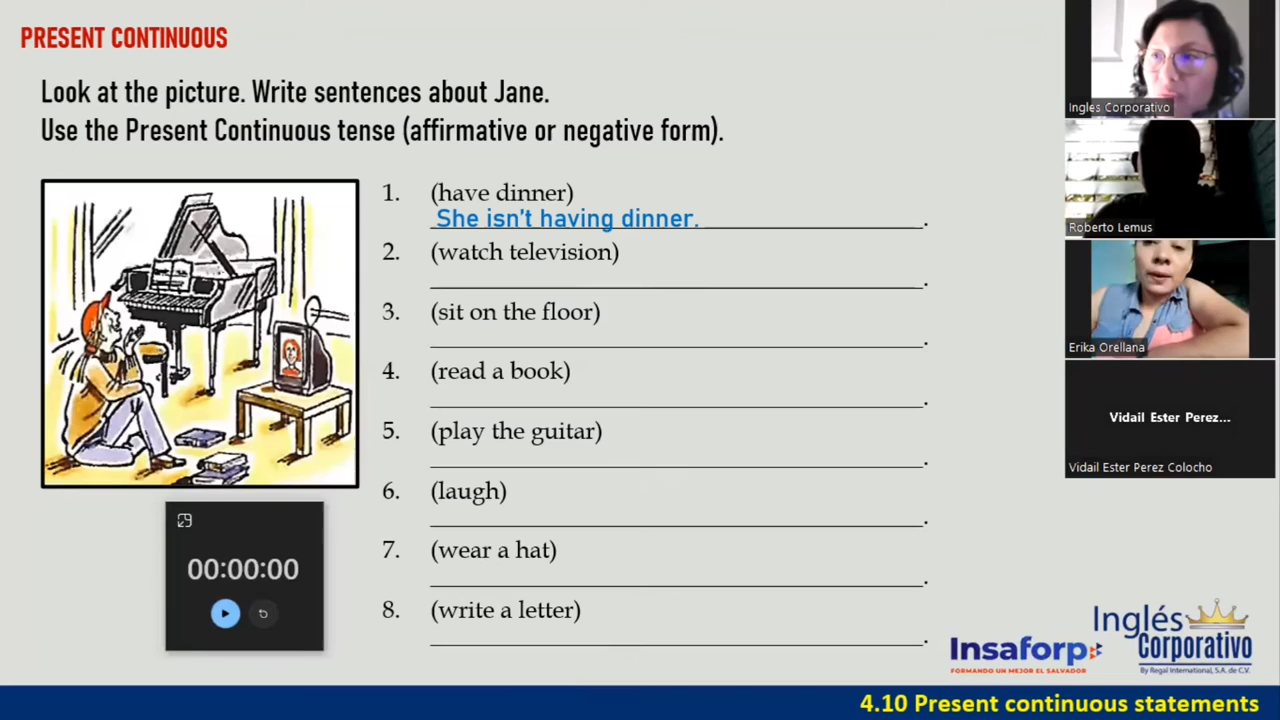 PRESENT CONTINUOUS
Look at the picture. Write sentences about Jane.
Use the Present Continuous tense (affirmative or negative form).
1. (have dinner)
She isn't having dinner. .
2. (watch television)
.
3. (sit on the floor)
.
4. (read a book)
.
5. (play the guitar)
.
6. (laugh)
.
7. (wear a hat)
.
8. (write a letter)
.
00:00:00
Ingles Corporativo
Roberto Lemus
Erika Orellana
Vidail Ester Perez...
Vidail Ester Perez Colocho
Insaforp
FORMANDO UN MEJOR EL SALVADOR
Inglés
Corporativo
By Regal International, S.A. de C.V.
4.10 Present continuous statements